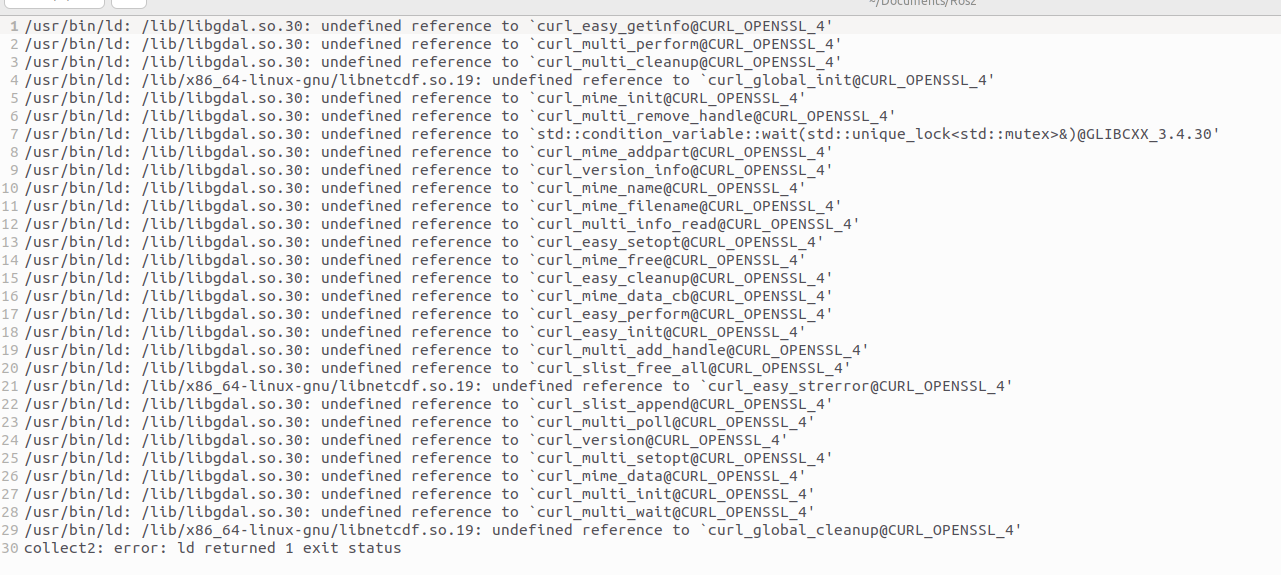 ~/Documents/Ros2
1 /usr/bin/ld: /lib/libgdal.so.30: undefined reference to `curl_easy_getinfo@CURL_OPENSSL_4'
2 /usr/bin/ld: /lib/libgdal.so.30: undefined reference to `curl_multi_perform@CURL_OPENSSL_4'
3 /usr/bin/ld: /lib/libgdal.so.30: undefined reference to `curl_multi_cleanup@CURL_OPENSSL_4'
4 /usr/bin/ld: /lib/x86_64-linux-gnu/libnetcdf.so.19: undefined reference to `curl_global_init@CURL_OPENSSL_4'
5 /usr/bin/ld: /lib/libgdal.so.30: undefined reference to `curl_mime_init@CURL_OPENSSL_4'
6 /usr/bin/ld: /lib/libgdal.so.30: undefined reference to `curl_multi_remove_handle@CURL_OPENSSL_4'
7 /usr/bin/ld: /lib/libgdal.so.30: undefined reference to `std::condition_variable::wait(std::unique_lock<std::mutex>&)@GLIBCXX_3.4.30'
8 /usr/bin/ld: /lib/libgdal.so.30: undefined reference to `curl_mime_addpart@CURL_OPENSSL_4'
9 /usr/bin/ld: /lib/libgdal.so.30: undefined reference to `curl_version_info@CURL_OPENSSL_4'
10 /usr/bin/ld: /lib/libgdal.so.30: undefined reference to `curl_mime_name@CURL_OPENSSL_4'
11 /usr/bin/ld: /lib/libgdal.so.30: undefined reference to `curl_mime_filename@CURL_OPENSSL_4'
12 /usr/bin/ld: /lib/libgdal.so.30: undefined reference to `curl_multi_info_read@CURL_OPENSSL_4'
13 /usr/bin/ld: /lib/libgdal.so.30: undefined reference to `curl_easy_setopt@CURL_OPENSSL_4'
14 /usr/bin/ld: /lib/libgdal.so.30: undefined reference to `curl_mime_free@CURL_OPENSSL_4'
15 /usr/bin/ld: /lib/libgdal.so.30: undefined reference to `curl_easy_cleanup@CURL_OPENSSL_4'
16 /usr/bin/ld: /lib/libgdal.so.30: undefined reference to `curl_mime_data_cb@CURL_OPENSSL_4'
17 /usr/bin/ld: /lib/libgdal.so.30: undefined reference to `curl_easy_perform@CURL_OPENSSL_4'
18 /usr/bin/ld: /lib/libgdal.so.30: undefined reference to `curl_easy_init@CURL_OPENSSL_4'
19 /usr/bin/ld: /lib/libgdal.so.30: undefined reference to `curl_multi_add_handle@CURL_OPENSSL_4'
20 /usr/bin/ld: /lib/libgdal.so.30: undefined reference to `curl_slist_free_all@CURL_OPENSSL_4'
21 /usr/bin/ld: /lib/x86_64-linux-gnu/libnetcdf.so.19: undefined reference to `curl_easy_strerror@CURL_OPENSSL_4'
22 /usr/bin/ld: /lib/libgdal.so.30: undefined reference to `curl_slist_append@CURL_OPENSSL_4'
23 /usr/bin/ld: /lib/libgdal.so.30: undefined reference to `curl_multi_poll@CURL_OPENSSL_4'
24 /usr/bin/ld: /lib/libgdal.so.30: undefined reference to `curl_version@CURL_OPENSSL_4'
25 /usr/bin/ld: /lib/libgdal.so.30: undefined reference to `curl_multi_setopt@CURL_OPENSSL_4'
26 /usr/bin/ld: /lib/libgdal.so.30: undefined reference to `curl_mime_data@CURL_OPENSSL_4'
27 /usr/bin/ld: /lib/libgdal.so.30: undefined reference to `curl_multi_init@CURL_OPENSSL_4'
28 /usr/bin/ld: /lib/libgdal.so.30: undefined reference to `curl_multi_wait@CURL_OPENSSL_4'
29 /usr/bin/ld: /lib/x86_64-linux-gnu/libnetcdf.so.19: undefined reference to `curl_global_cleanup@CURL_OPENSSL_4'
30 collect2: error: ld returned 1 exit status